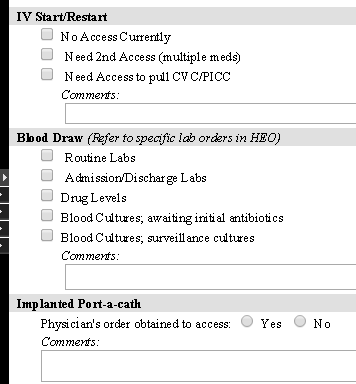 IV Start/Restart
No Access Currently
Need 2nd Access (multiple meds)
Need Access to pull CVC/PICC
Comments:
Blood Draw (Refer to specific lab orders in HEO)
Routine Labs
Admission/Discharge Labs
Drug Levels
Blood Cultures; awaiting initial antibiotics
Blood Cultures; surveillance cultures
Comments:
Implanted Port-a-cath
Physician's order obtained to access: Yes No
Comments: